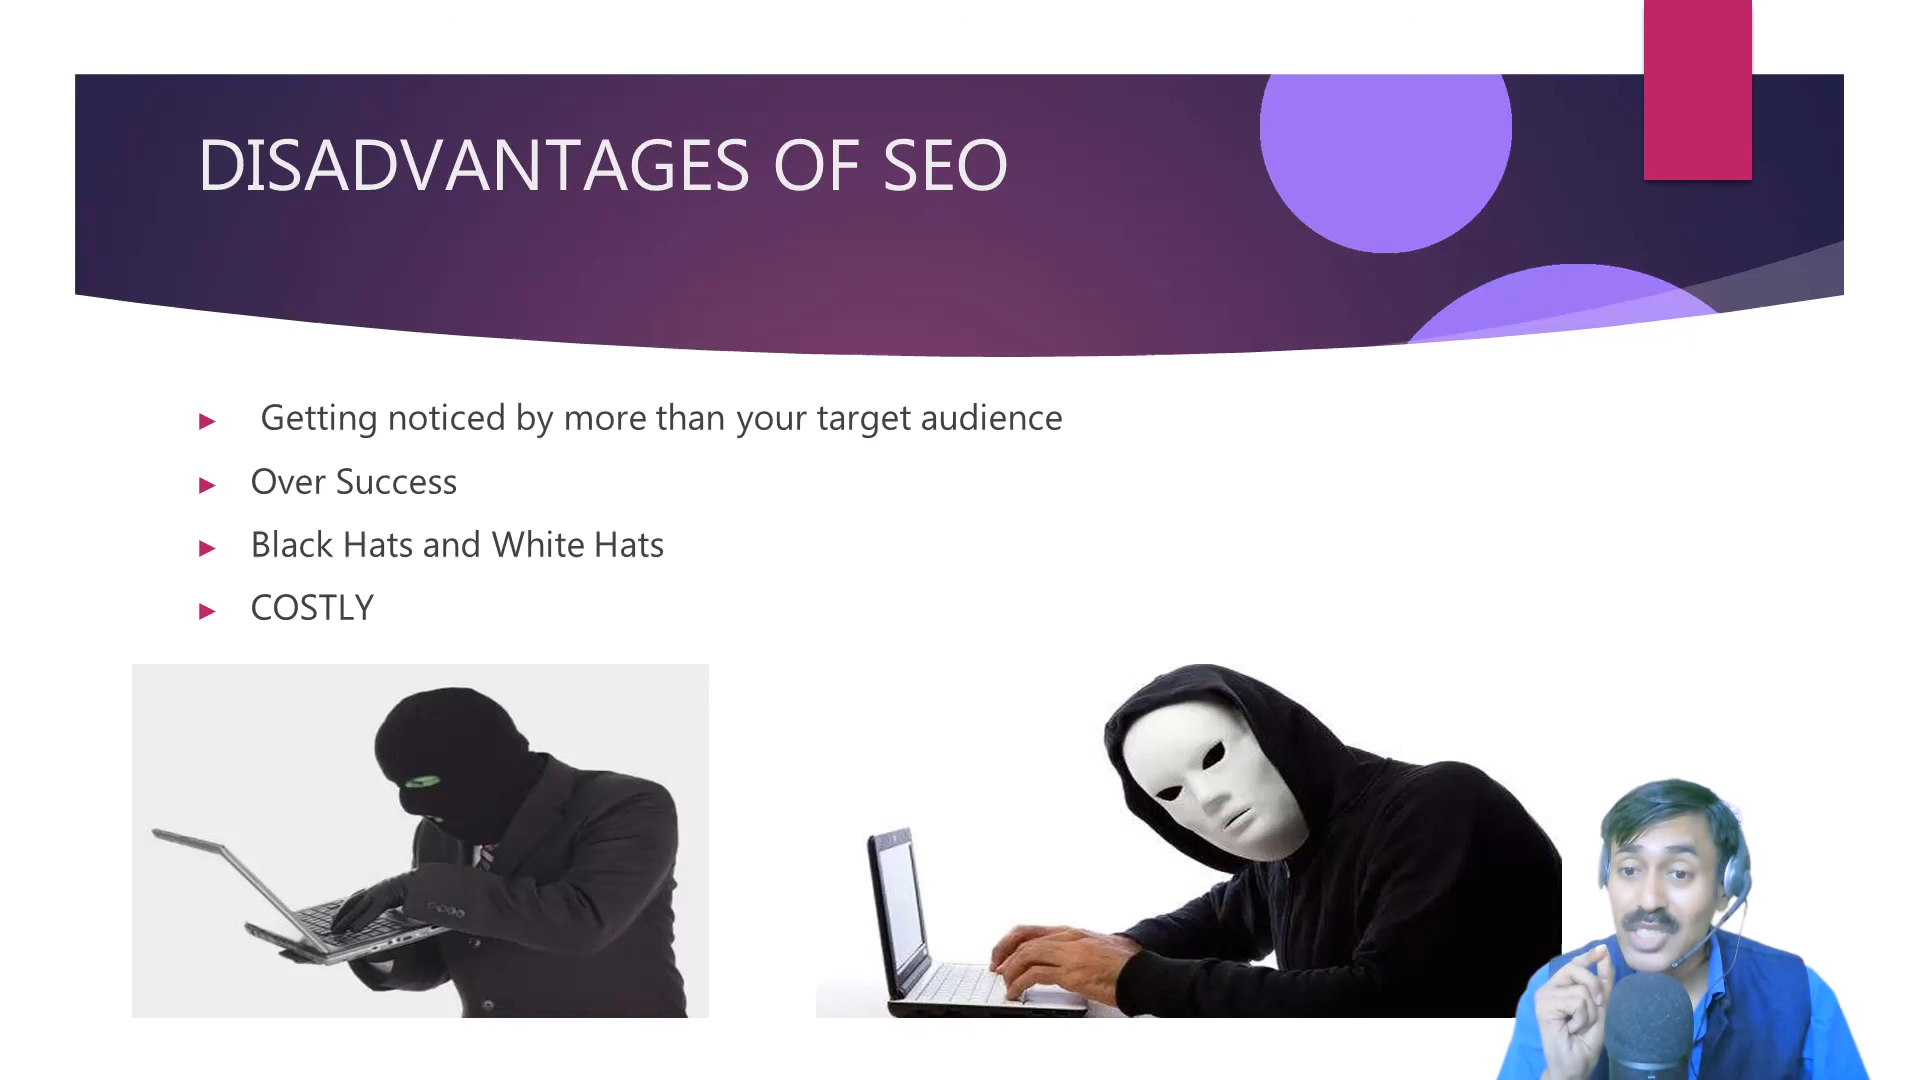 DISADVANTAGES OF SEO
Getting noticed by more than your target audience
Over Success
Black Hats and White Hats
COSTLY